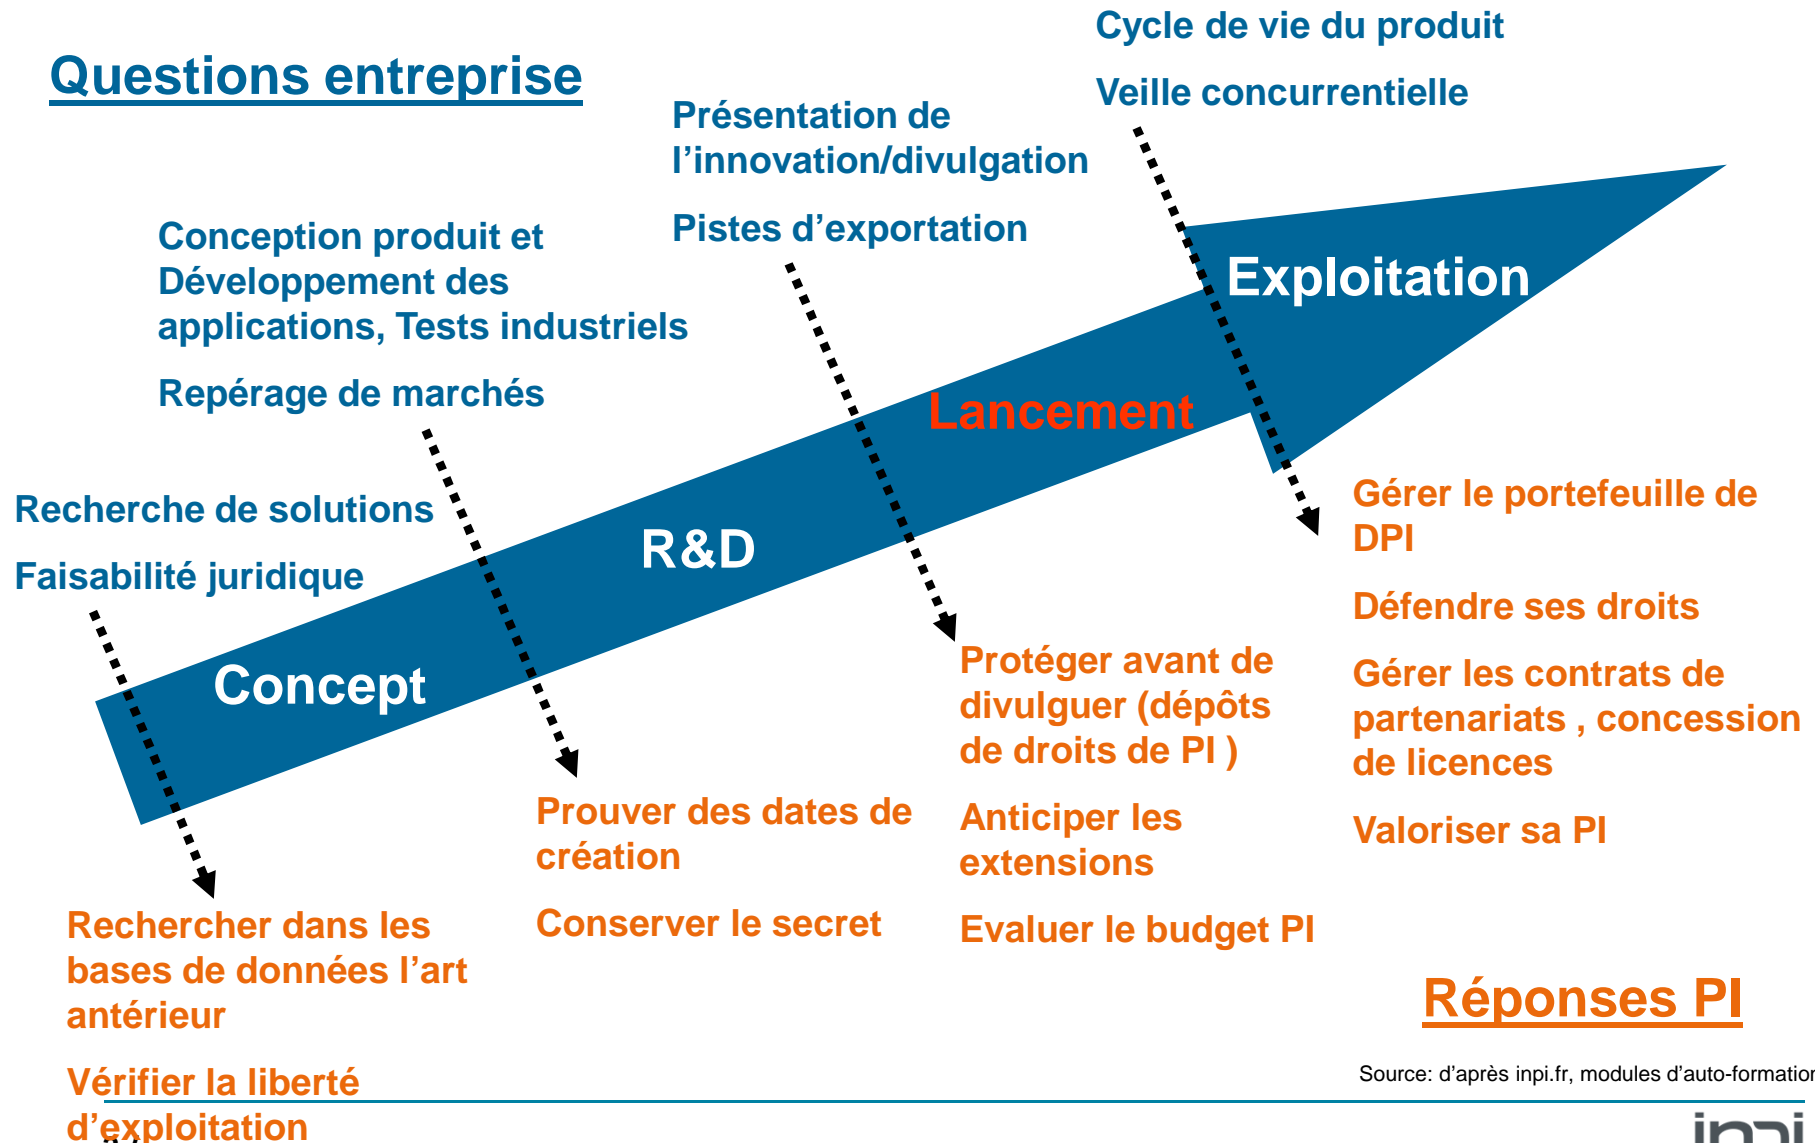 Questions entreprise
Cycle de vie du produit
Veille concurrentielle
Présentation de
l’innovation/divulgation
Pistes d’exportation
Conception produit et
Développement des
applications, Tests industriels
Repérage de marchés
Recherche de solutions
Faisabilité juridique
Exploitation
Lancement
R&D
Concept
Rechercher dans les
bases de données l’art
antérieur
Vérifier la liberté
d’exploitation
Prouver des dates de
création
Conserver le secret
Protéger avant de
divulguer (dépôts
de droits de PI )
Anticiper les
extensions
Evaluer le budget PI
Gérer le portefeuille de
DPI
Défendre ses droits
Gérer les contrats de
partenariats , concession
de licences
Valoriser sa PI
Réponses PI
Source: d’après inpi.fr, modules d’auto-formation
inpi